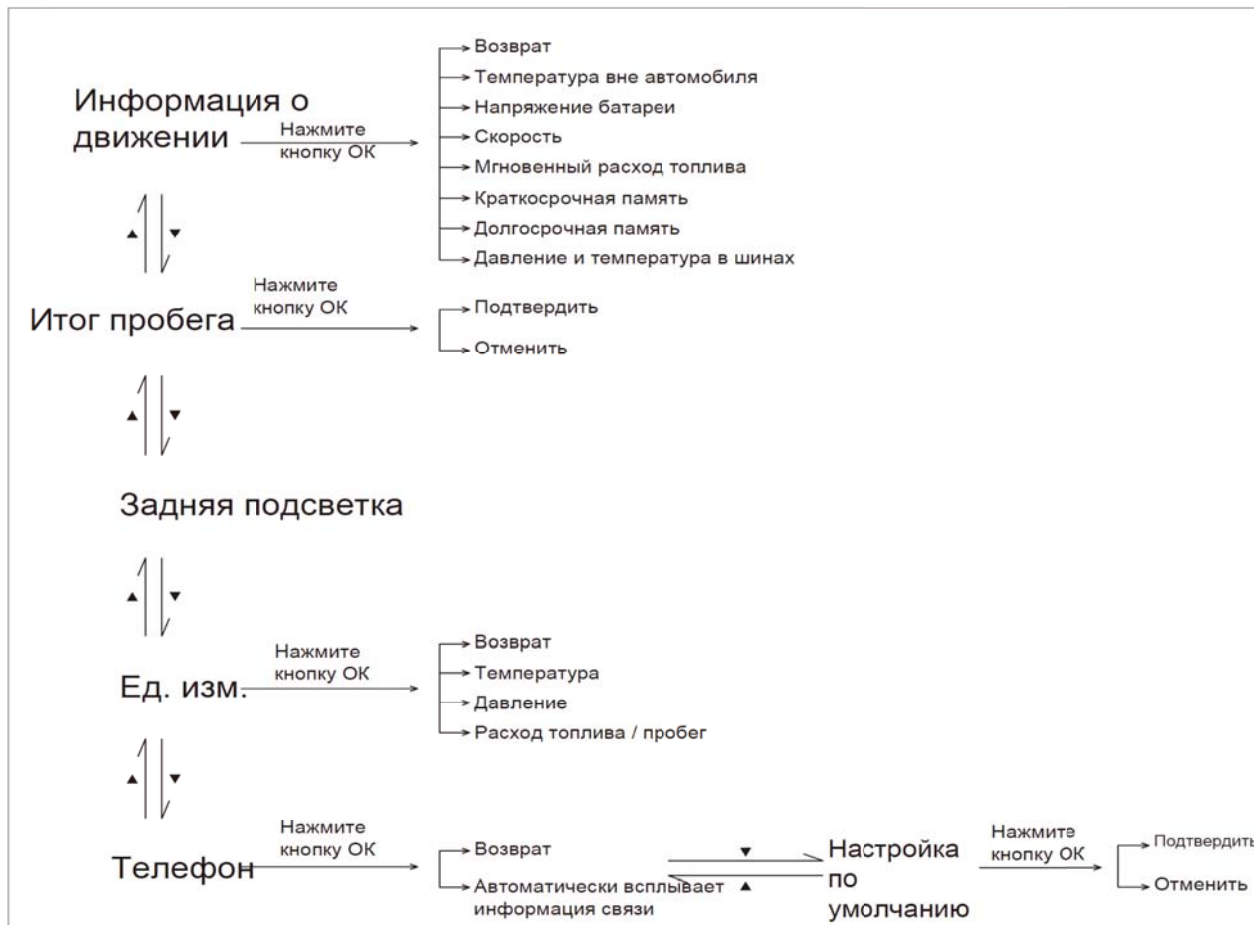 Информация о
движении
Нажмите
кнопку ОК
Возврат
Температура вне автомобиля
Напряжение батареи
Скорость
Мгновенный расход топлива
Краткосрочная память
Долгосрочная память
Давление и температура в шинах
Итог пробега
Нажмите
кнопку ОК
Подтвердить
Отменить
Задняя подсветка
Ед. изм.
Нажмите
кнопку ОК
Возврат
Температура
Давление
Расход топлива / пробег
Телефон
Нажмите
кнопку ОК
Возврат
Автоматически всплывает
информация связи
Настройка
по
умолчанию
Нажмите
кнопку ОК
Подтвердить
Отменить